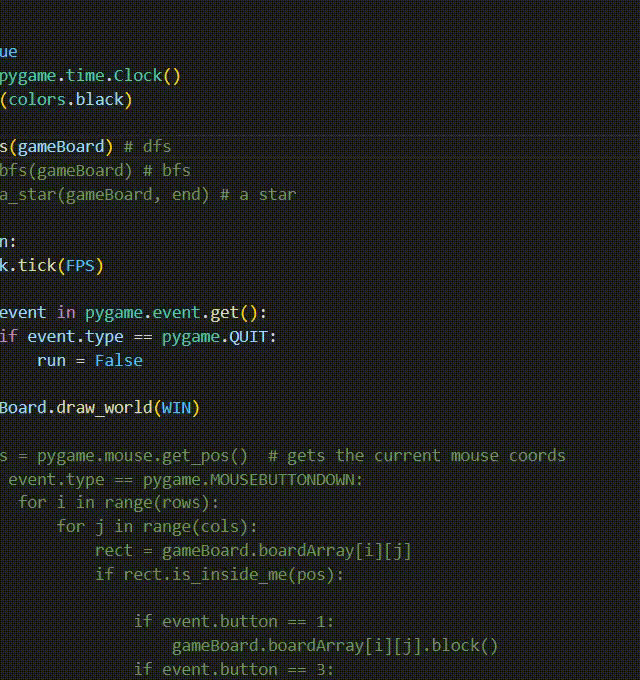 ue
pygame.time.Clock()
(colors.black)
s(gameBoard) # dfs
bfs(gameBoard) # bfs
a_star(gameBoard, end) # a star
n:
k.tick(FPS)
event in pygame.event.get():
if event.type == pygame.QUIT:
run = False
Board.draw_world(WIN)
s = pygame.mouse.get_pos()  # gets the current mouse coords
event.type == pygame.MOUSEBUTTONDOWN:
for i in range(rows):
for j in range(cols):
rect = gameBoard.boardArray[i][j]
if rect.is_inside_me(pos):
if event.button == 1:
gameBoard.boardArray[i][j].block()
if event.button == 3: